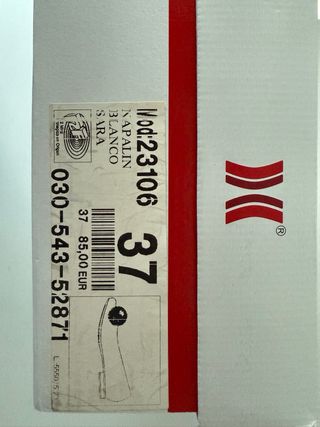 Mod:23106
NAPALIN
BLANCO
SARA
37
37 85,00 EUR
030-543-52871
®